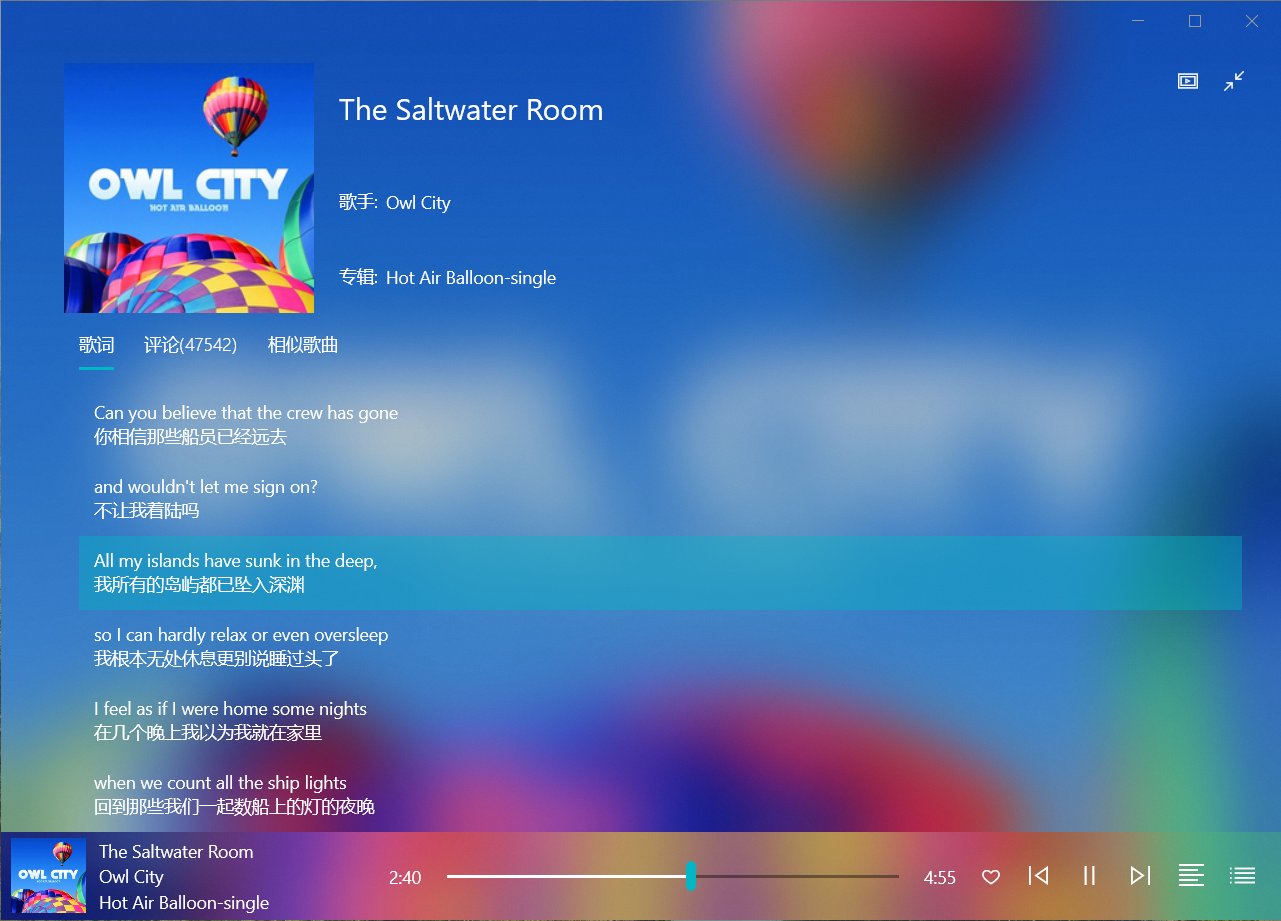 OWL CITY
HOT AIR BALLOON
The Saltwater Room
歌手: Owl City
专辑: Hot Air Balloon-single
歌词 评论(47542) 相似歌曲
Can you believe that the crew has gone
你相信那些船员已经远去
and wouldn't let me sign on?
不让我着陆吗
All my islands have sunk in the deep,
我所有的岛屿都已坠入深渊
so I can hardly relax or even oversleep
我根本无处休息更别说睡过头了
I feel as if I were home some nights
在几个晚上我以为我就在家里
when we count all the ship lights
回到那些我们一起数船上的灯的夜晚
OWL CITY
The Saltwater Room
Owl City
Hot Air Balloon-single
2:40 4:55